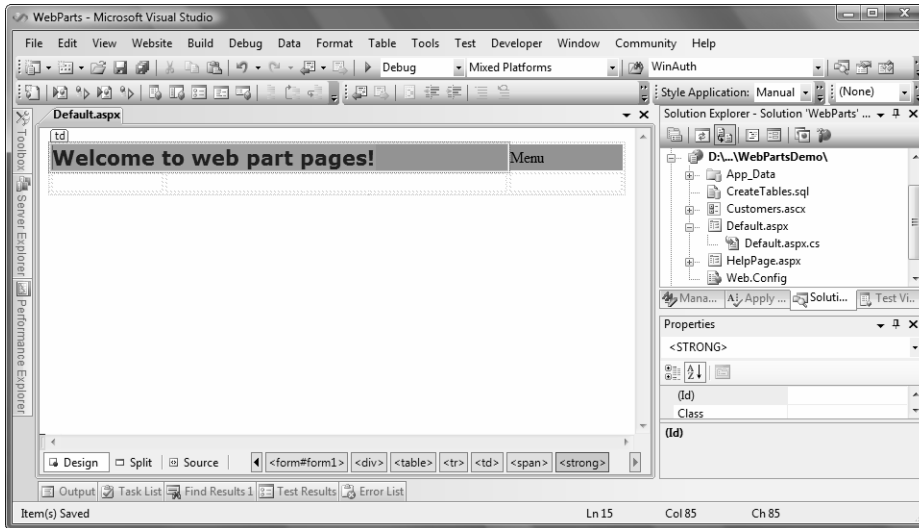 WebParts - Microsoft Visual Studio
File Edit View Website Build Debug Data Format Table Tools Test Developer Window Community Help
Debug Mixed Platforms WinAuth
Style Application: Manual (None)
Toolbox
Server Explorer
Performance Explorer
Default.aspx
td
Welcome to web part pages! Menu
Design Split Source <form#form1> <div> <table> <tr> <td> <span> <strong>
Solution Explorer - Solution 'WebParts' ...
D:\...\WebPartsDemo\
App_Data
CreateTables.sql
Customers.ascx
Default.aspx
Default.aspx.cs
HelpPage.aspx
Web.Config
Mana... Apply ... Soluti... Test Vi...
Properties
<STRONG>
(Id)
Class
(Id)
Output Task List Find Results 1 Test Results Error List
Item(s) Saved Ln 15 Col 85 Ch 85